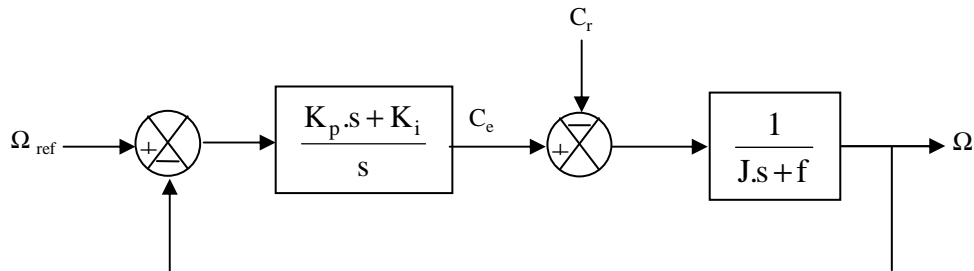 C_r
Ω_ref
+
−
K_p.s + K_i
s
C_e
+
−
1
J.s + f
Ω